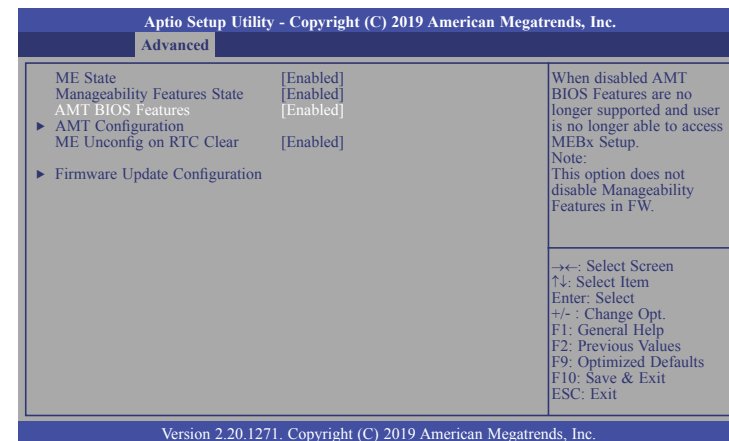 Aptio Setup Utility - Copyright (C) 2019 American Megatrends, Inc.
Advanced
ME State [Enabled]
Manageability Features State [Enabled]
AMT BIOS Features [Enabled]
► AMT Configuration
ME Unconfig on RTC Clear [Enabled]
► Firmware Update Configuration
When disabled AMT
BIOS Features are no
longer supported and user
is no longer able to access
MEBx Setup.
Note:
This option does not
disable Manageability
Features in FW.
→←: Select Screen
↑↓: Select Item
Enter: Select
+/- : Change Opt.
F1: General Help
F2: Previous Values
F9: Optimized Defaults
F10: Save & Exit
ESC: Exit
Version 2.20.1271. Copyright (C) 2019 American Megatrends, Inc.